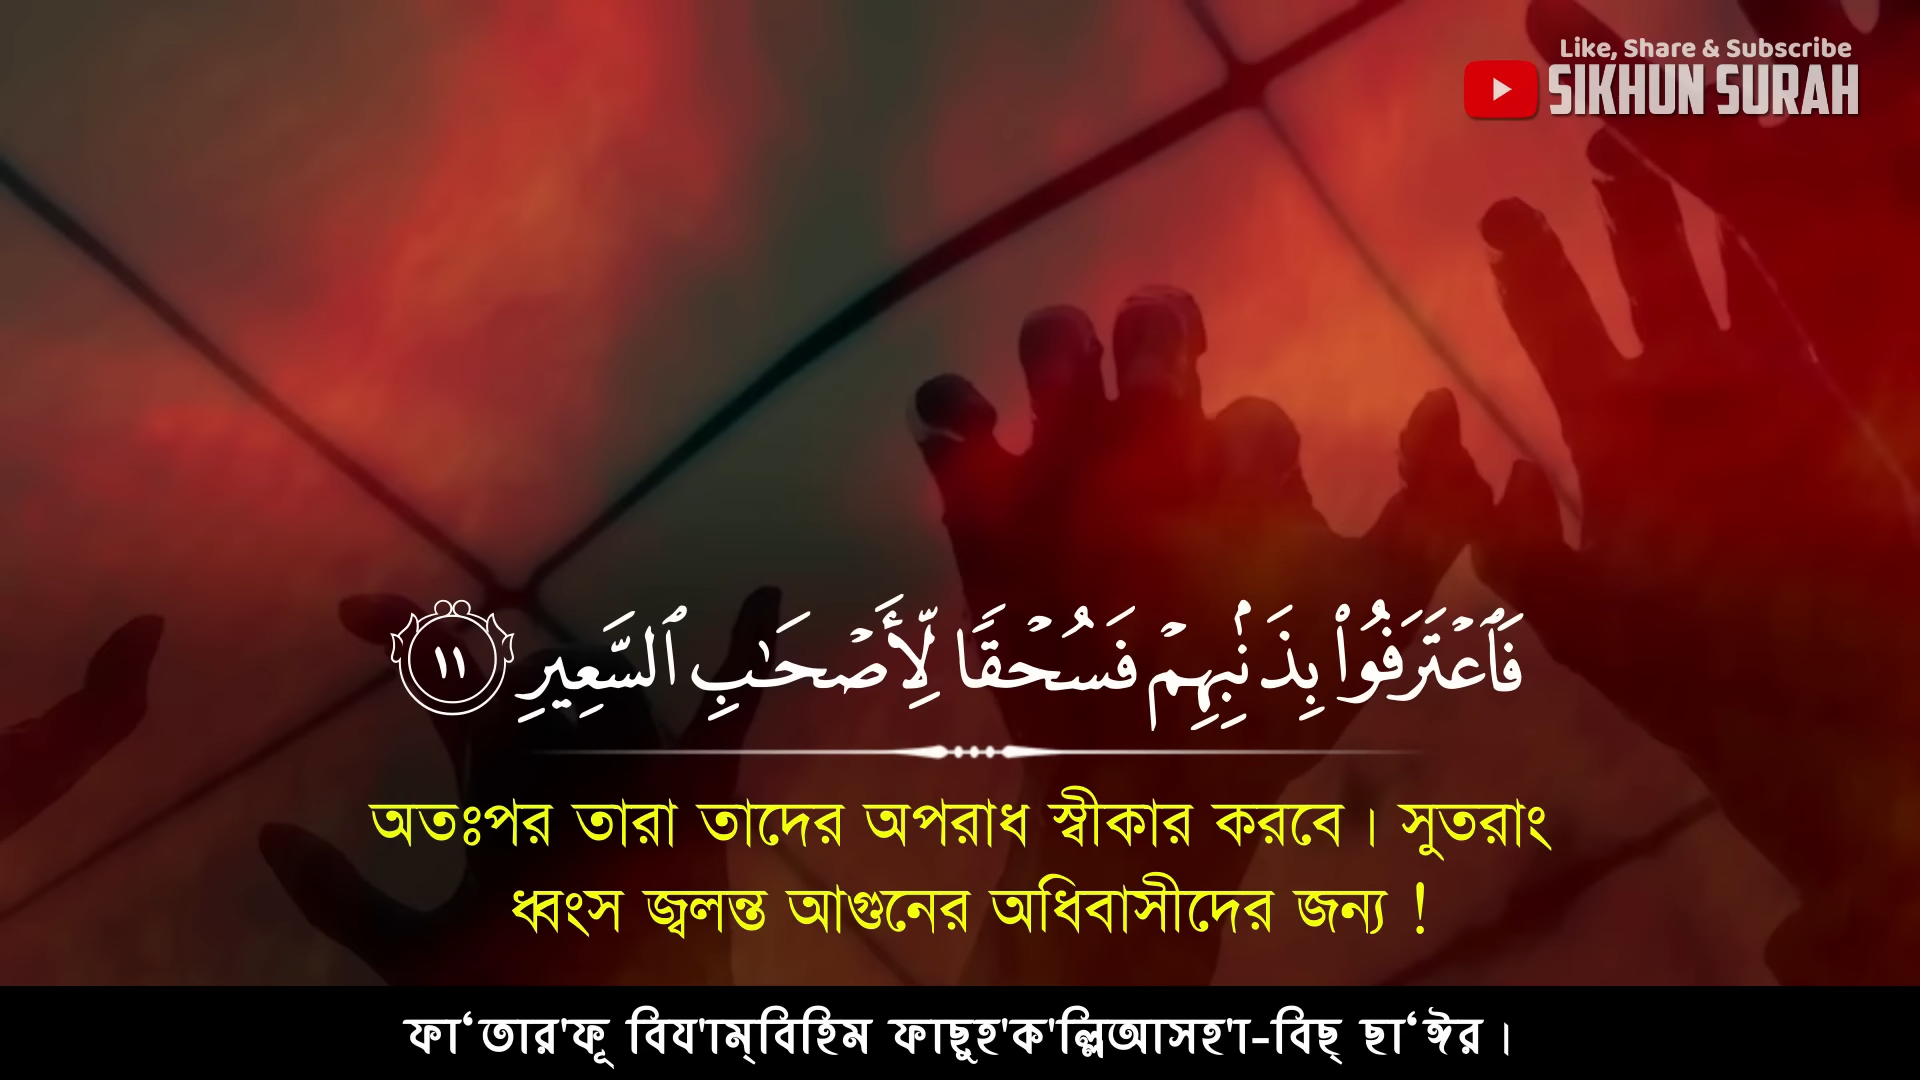 Like, Share & Subscribe
SIKHUN SURAH
فَٱعۡتَرَفُواْ بِذَنۢبِهِمۡ فَسُحۡقٗا لِّأَصۡحَٰبِ ٱلسَّعِيرِ ١١
অতঃপর তারা তাদের অপরাধ স্বীকার করবে। সুতরাং
ধ্বংস জ্বলন্ত আগুনের অধিবাসীদের জন্য !
ফা‘তার'ফূ বিয'াম্‌বিহিম ফাছুহ'ক'ল্লিআসহ'া-বিছ্ ছা‘ঈর।